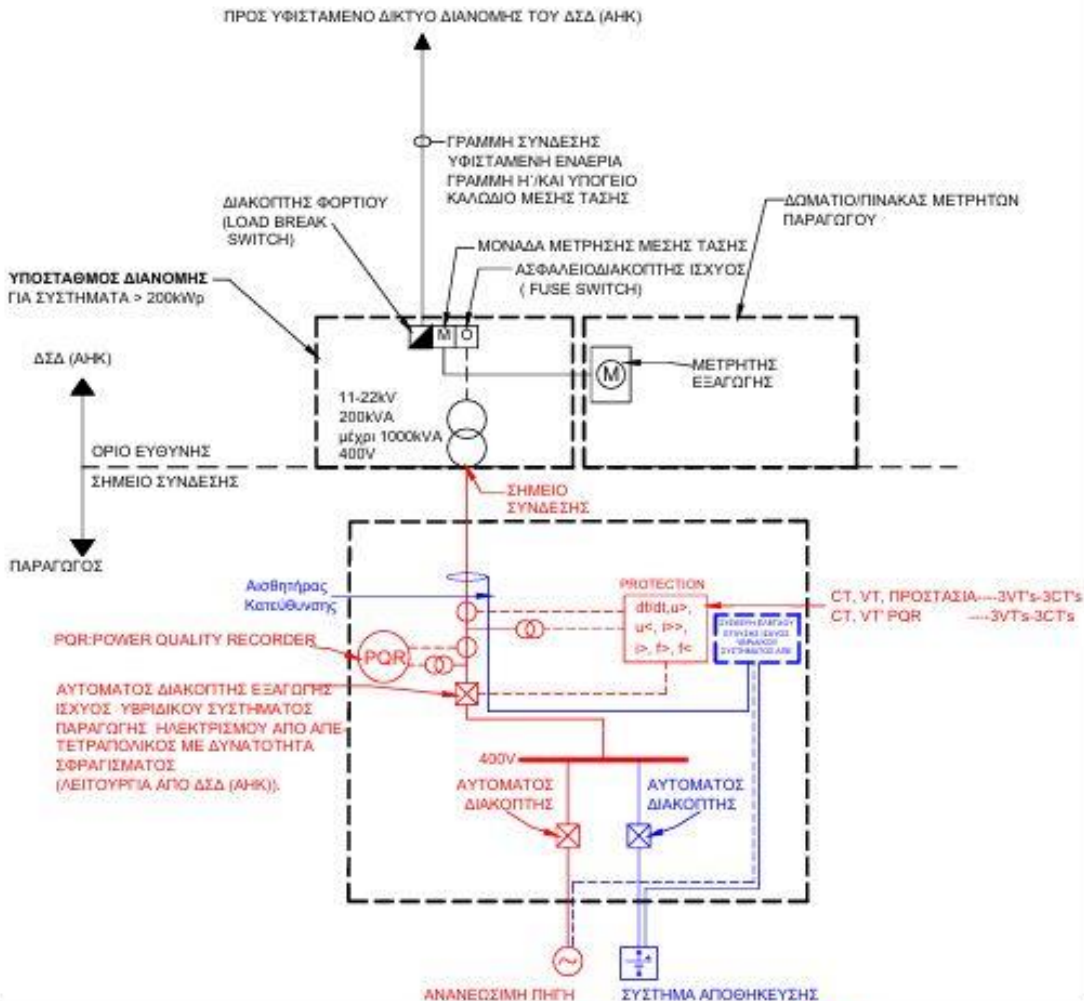 ΠΡΟΣ ΥΦΙΣΤΑΜΕΝΟ ΔΙΚΤΥΟ ΔΙΑΝΟΜΗΣ ΤΟΥ ΔΣΔ (ΑΗΚ)
ΓΡΑΜΜΗ ΣΥΝΔΕΣΗΣ
ΥΦΙΣΤΑΜΕΝΗ ΕΝΑΕΡΙΑ
ΓΡΑΜΜΗ Η'/ΚΑΙ ΥΠΟΓΕΙΟ
ΚΑΛΩΔΙΟ ΜΕΣΗΣ ΤΑΣΗΣ
ΔΙΑΚΟΠΤΗΣ ΦΟΡΤΙΟΥ
(LOAD BREAK
SWITCH)
ΔΩΜΑΤΙΟ/ΠΙΝΑΚΑΣ ΜΕΤΡΗΤΩΝ
ΠΑΡΑΓΩΓΟΥ
ΜΟΝΑΔΑ ΜΕΤΡΗΣΗΣ ΜΕΣΗΣ ΤΑΣΗΣ
ΑΣΦΑΛΕΙΟΔΙΑΚΟΠΤΗΣ ΙΣΧΥΟΣ
( FUSE SWITCH)
ΥΠΟΣΤΑΘΜΟΣ ΔΙΑΝΟΜΗΣ
ΓΙΑ ΣΥΣΤΗΜΑΤΑ > 200kWp
M O
ΔΣΔ (ΑΗΚ)
M
ΜΕΤΡΗΤΗΣ
ΕΞΑΓΩΓΗΣ
11-22kV
200kVA
μέχρι 1000kVA
400V
ΟΡΙΟ ΕΥΘΥΝΗΣ
ΣΗΜΕΙΟ ΣΥΝΔΕΣΗΣ
ΣΗΜΕΙΟ
ΣΥΝΔΕΣΗΣ
ΠΑΡΑΓΩΓΟΣ
Αισθητήρας
Κατεύθυνσης
PROTECTION
df/dt,u>,
u<, i>>,
i>, f>, f<
ΙΣΧΥΟΣ
ΥΒΡΙΔΙΚΟΥ
ΣΥΣΤΗΜΑΤΟΣ ΑΠΕ
CT, VT, ΠΡΟΣΤΑΣΙΑ----3VT's-3CT's
CT, VT' PQR ----3VT's-3CT's
PQR:POWER QUALITY RECORDER
PQR
ΑΥΤΟΜΑΤΟΣ ΔΙΑΚΟΠΤΗΣ ΕΞΑΓΩΓΗΣ
ΙΣΧΥΟΣ ΥΒΡΙΔΙΚΟΥ ΣΥΣΤΗΜΑΤΟΣ
ΠΑΡΑΓΩΓΗΣ ΗΛΕΚΤΡΙΣΜΟΥ ΑΠΟ ΑΠΕ-
ΤΕΤΡΑΠΟΛΙΚΟΣ ΜΕ ΔΥΝΑΤΟΤΗΤΑ
ΣΦΡΑΓΙΣΜΑΤΟΣ
(ΛΕΙΤΟΥΡΓΙΑ ΑΠΟ ΔΣΔ (ΑΗΚ)).
400V
ΑΥΤΟΜΑΤΟΣ
ΔΙΑΚΟΠΤΗΣ
ΑΥΤΟΜΑΤΟΣ
ΔΙΑΚΟΠΤΗΣ
ΑΝΑΝΕΩΣΙΜΗ ΠΗΓΗ
ΣΥΣΤΗΜΑ ΑΠΟΘΗΚΕΥΣΗΣ